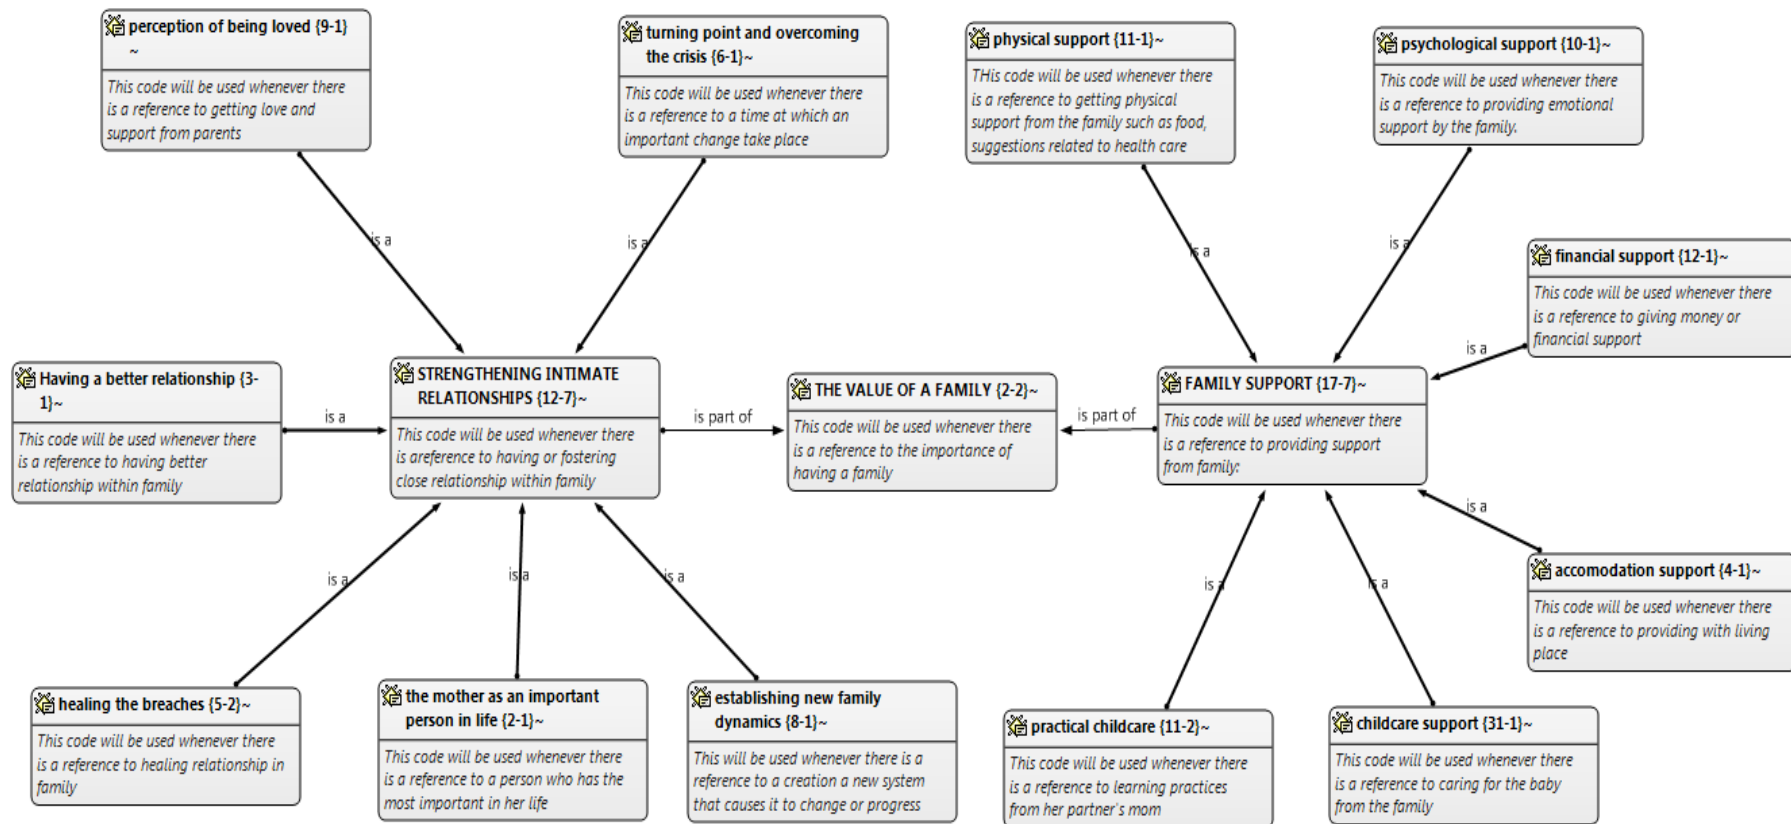 perception of being loved {9-1}
~
This code will be used whenever there
is a reference to getting love and
support from parents
turning point and overcoming
the crisis {6-1}~
This code will be used whenever there
is a reference to a time at which an
important change take place
physical support {11-1}~
THis code will be used whenever there
is a reference to getting physical
support from the family such as food,
suggestions related to health care
psychological support {10-1}~
This code will be used whenever there
is a reference to providing emotional
support by the family.
is a
is a
is a
is a
financial support {12-1}~
This code will be used whenever there
is a reference to giving money or
financial support
is a
Having a better relationship {3-
1}~
This code will be used whenever there
is a reference to having better
relationship within family
is a
STRENGTHENING INTIMATE
RELATIONSHIPS {12-7}~
This code will be used whenever there
is areference to having or fostering
close relationship within family
is part of
THE VALUE OF A FAMILY {2-2}~
This code will be used whenever there
is a reference to the importance of
having a family
is part of
FAMILY SUPPORT {17-7}~
This code will be used whenever there
is a reference to providing support
from family:
is a
is a
is a
is a
is a
is a
accomodation support {4-1}~
This code will be used whenever there
is a reference to providing with living
place
healing the breaches {5-2}~
This code will be used whenever there
is a reference to healing relationship in
family
the mother as an important
person in life {2-1}~
This code will be used whenever there
is a reference to a person who has the
most important in her life
establishing new family
dynamics {8-1}~
This will be used whenever there is a
reference to a creation a new system
that causes it to change or progress
practical childcare {11-2}~
This code will be used whenever there
is a reference to learning practices
from her partner's mom
childcare support {31-1}~
This code will be used whenever there
is a reference to caring for the baby
from the family